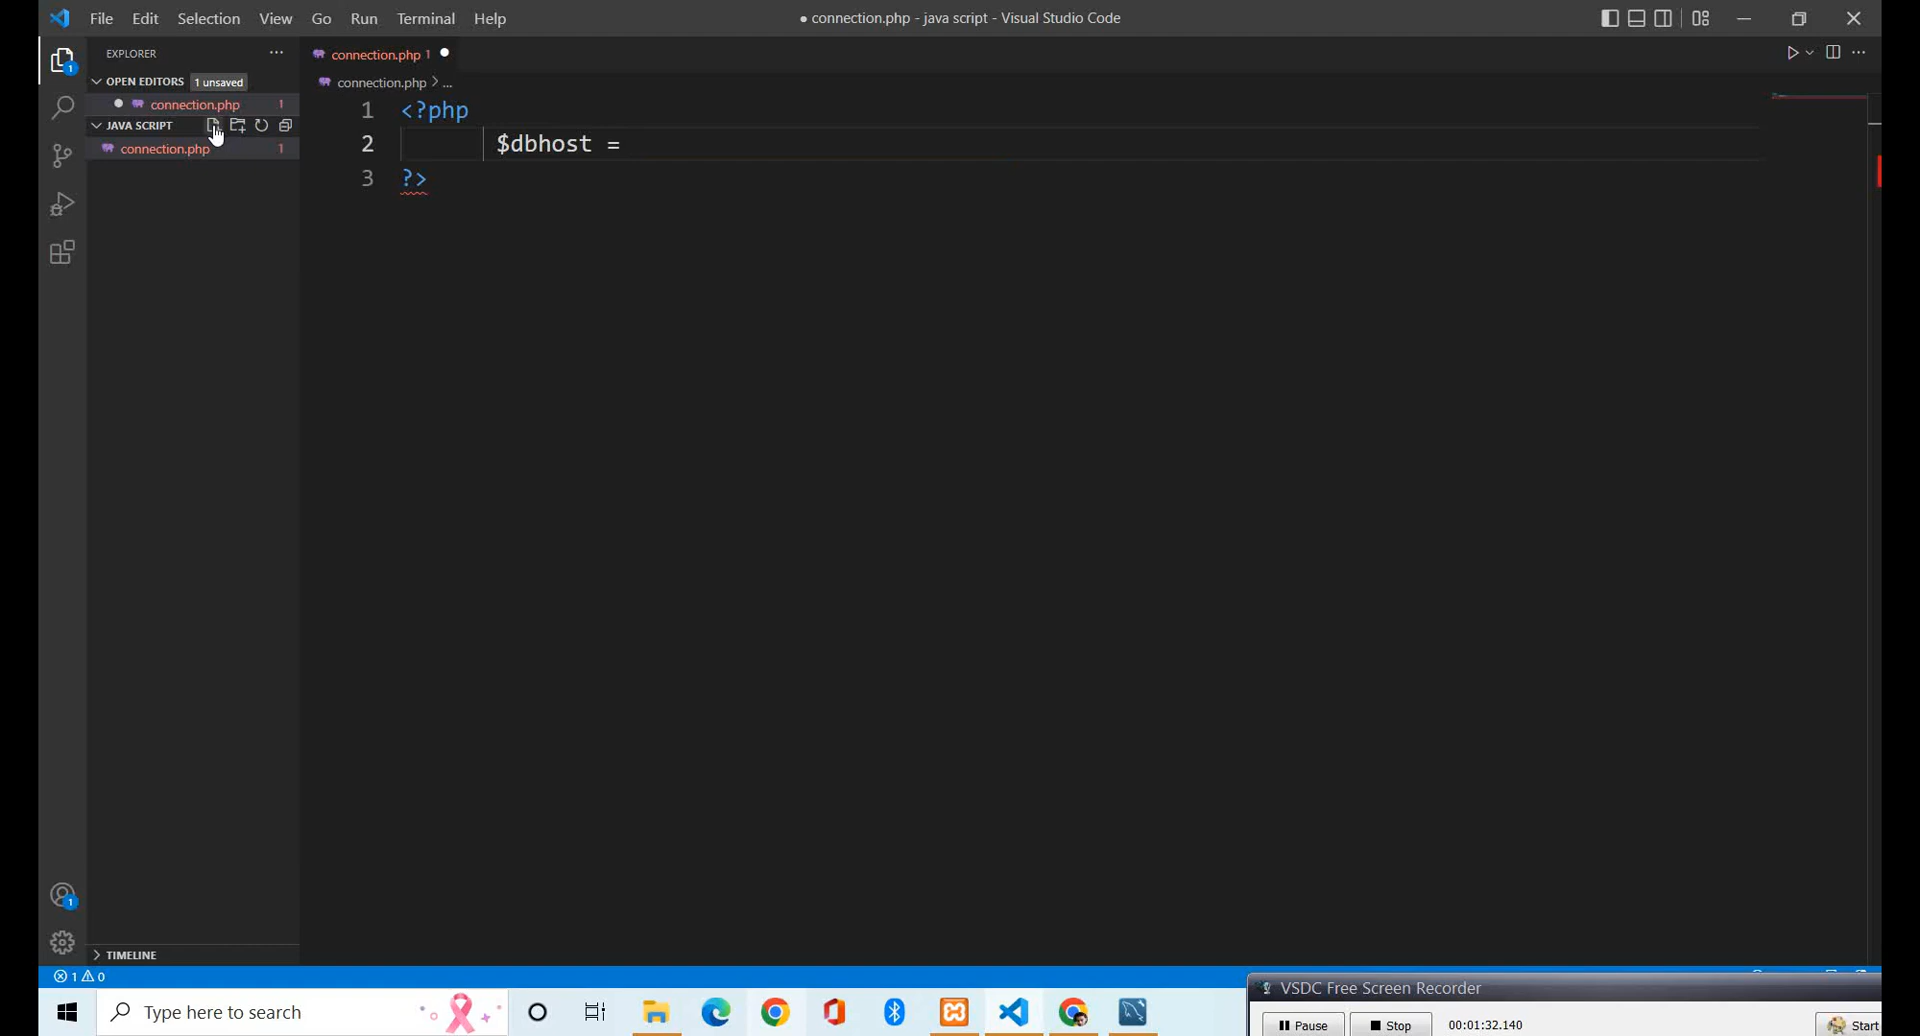 File Edit Selection View Go Run Terminal Help
● connection.php - java script - Visual Studio Code
EXPLORER
OPEN EDITORS 1 unsaved
connection.php 1
JAVA SCRIPT
connection.php 1
TIMELINE
connection.php 1
connection.php > ...
1 <?php
2 $dbhost =
3 ?>
1
1
1 0
Type here to search
VSDC Free Screen Recorder
Pause Stop 00:01:32.140 Start